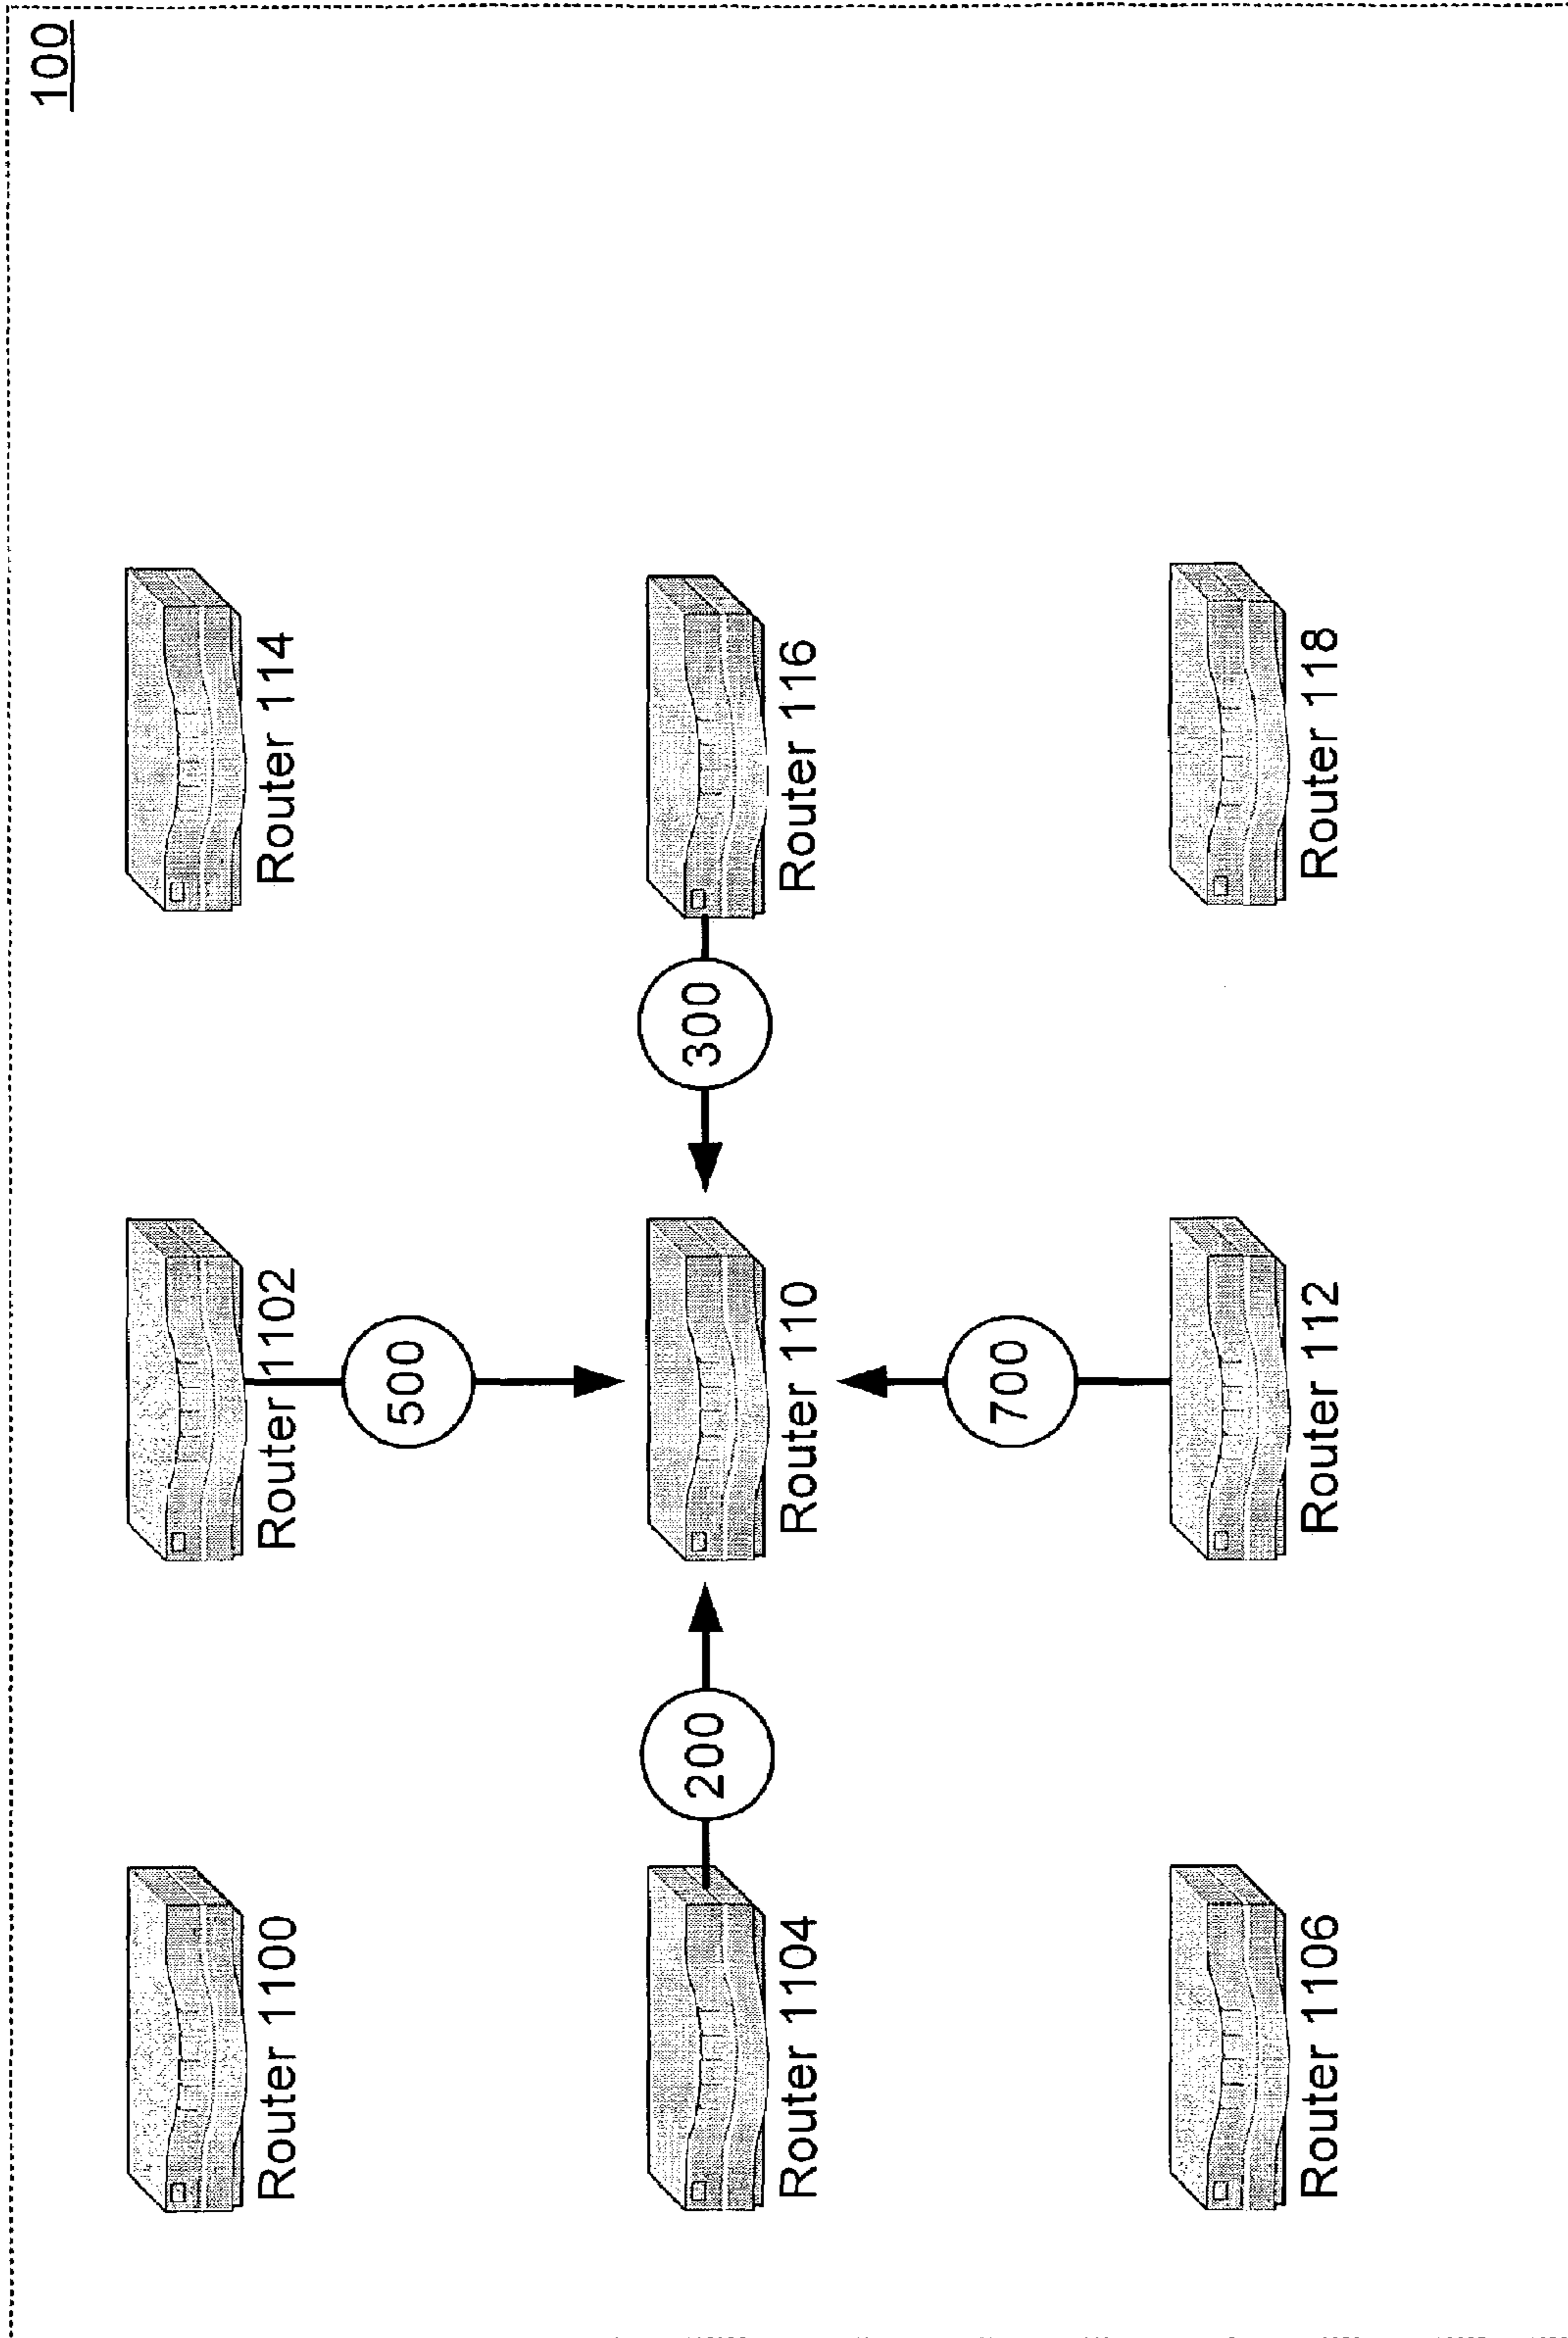 100
Router 1100
Router 1102
Router 114
500
Router 1104
200
Router 110
300
Router 116
700
Router 1106
Router 112
Router 118